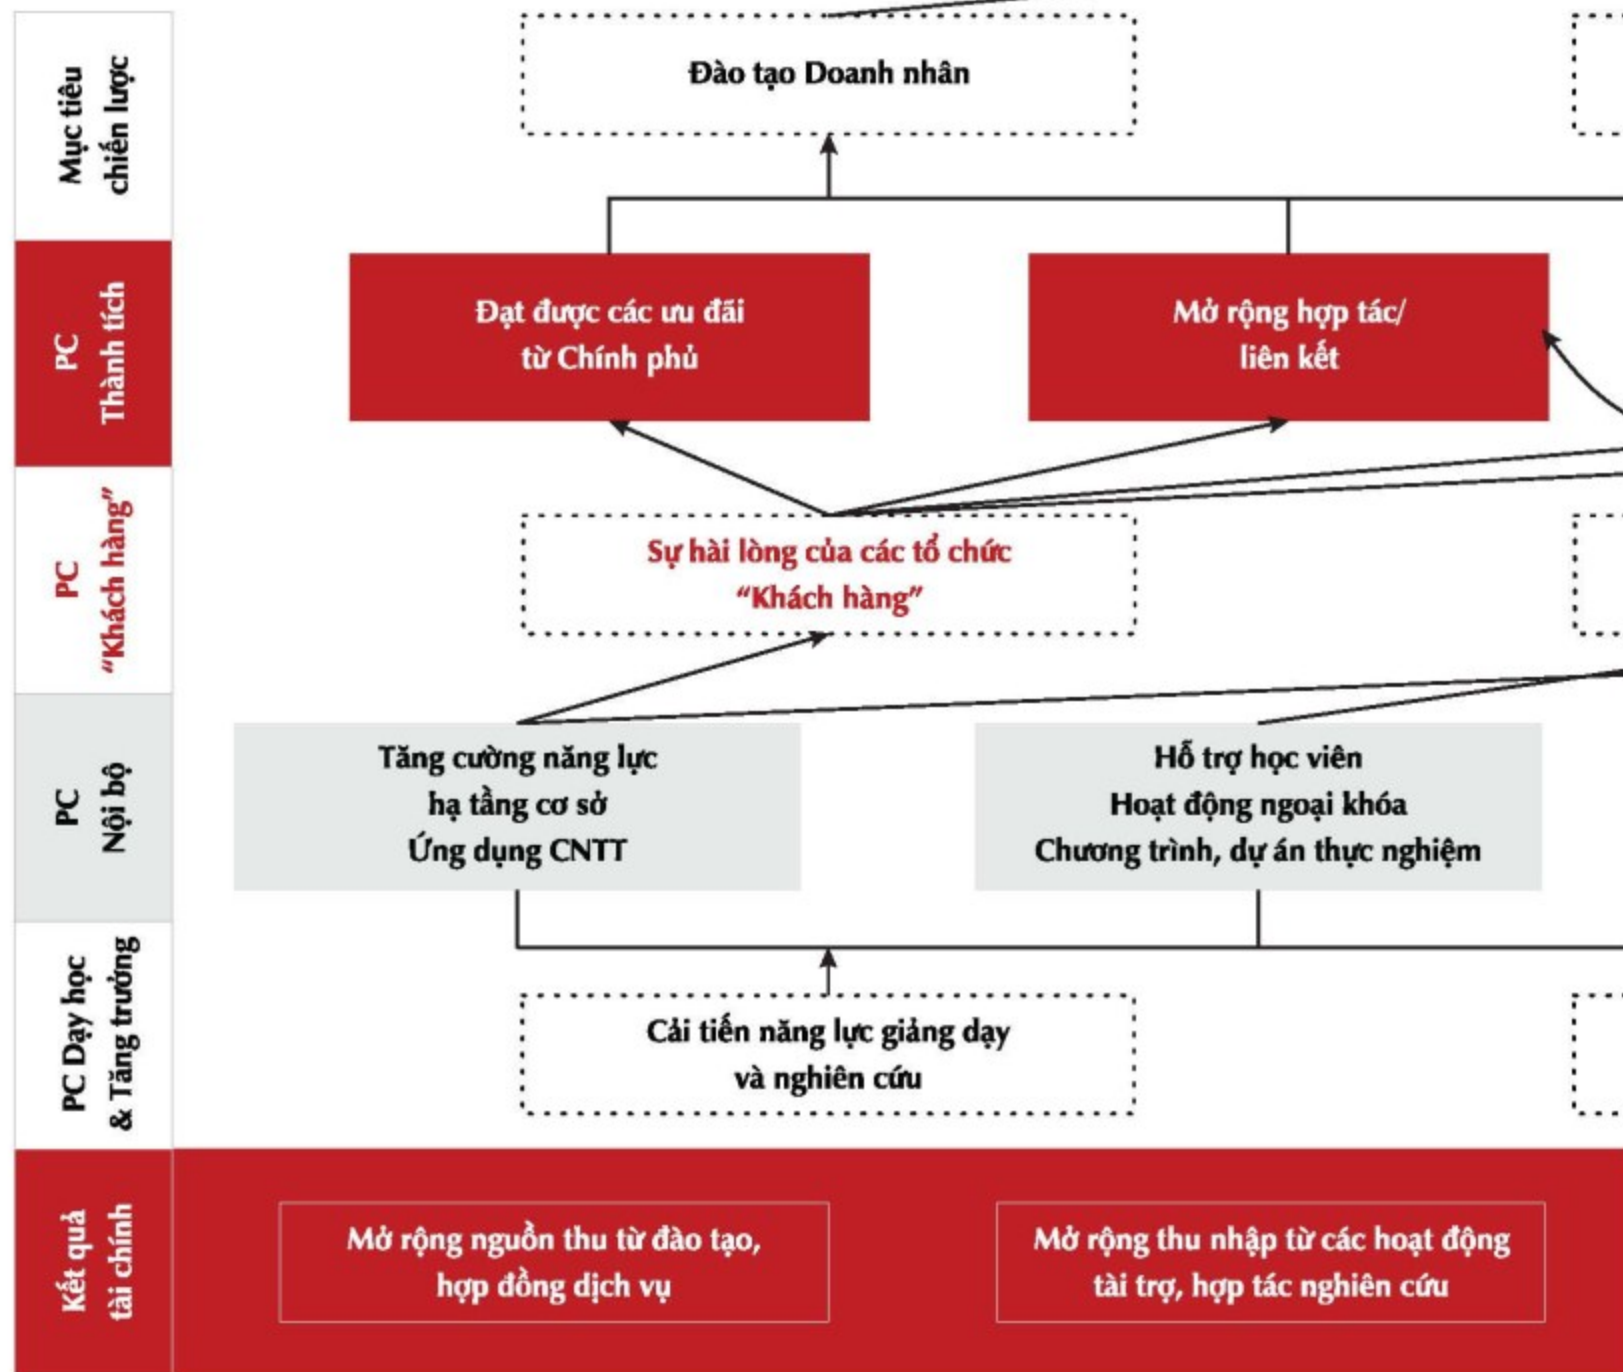 Mục tiêu
chiến lược
Đào tạo Doanh nhân
PC
Thành tích
Đạt được các ưu đãi
từ Chính phủ
Mở rộng hợp tác/
liên kết
PC
“Khách hàng”
Sự hài lòng của các tổ chức
“Khách hàng”
PC
Nội bộ
Tăng cường năng lực
hạ tầng cơ sở
Ứng dụng CNTT
Hỗ trợ học viên
Hoạt động ngoại khóa
Chương trình, dự án thực nghiệm
PC Dạy học
& Tăng trưởng
Cải tiến năng lực giảng dạy
và nghiên cứu
Kết quả
tài chính
Mở rộng nguồn thu từ đào tạo,
hợp đồng dịch vụ
Mở rộng thu nhập từ các hoạt động
tài trợ, hợp tác nghiên cứu